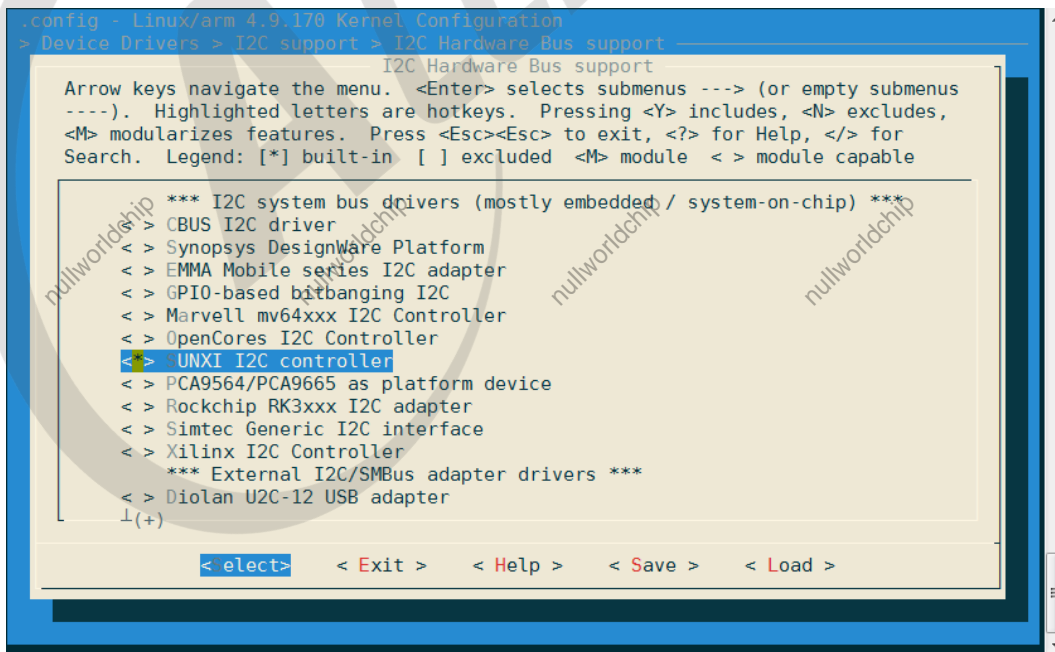 .config - Linux/arm 4.9.170 Kernel Configuration
> Device Drivers > I2C support > I2C Hardware Bus support
I2C Hardware Bus support
Arrow keys navigate the menu. <Enter> selects submenus ---> (or empty submenus
----). Highlighted letters are hotkeys. Pressing <Y> includes, <N> excludes,
<M> modularizes features. Press <Esc><Esc> to exit, <?> for Help, </> for
Search. Legend: [*] built-in [ ] excluded <M> module < > module capable
*** I2C system bus drivers (mostly embedded / system-on-chip) ***
< > CBUS I2C driver
< > Synopsys DesignWare Platform
< > EMMA Mobile series I2C adapter
< > GPIO-based bitbanging I2C
< > Marvell mv64xxx I2C Controller
< > OpenCores I2C Controller
<*> SUNXI I2C controller
< > PCA9564/PCA9665 as platform device
< > Rockchip RK3xxx I2C adapter
< > Simtec Generic I2C interface
< > Xilinx I2C Controller
*** External I2C/SMBus adapter drivers ***
< > Diolan U2C-12 USB adapter
┴(+)
<Select> < Exit > < Help > < Save > < Load >
nullworldchip
nullworldchip
nullworldchip
nullworldchip